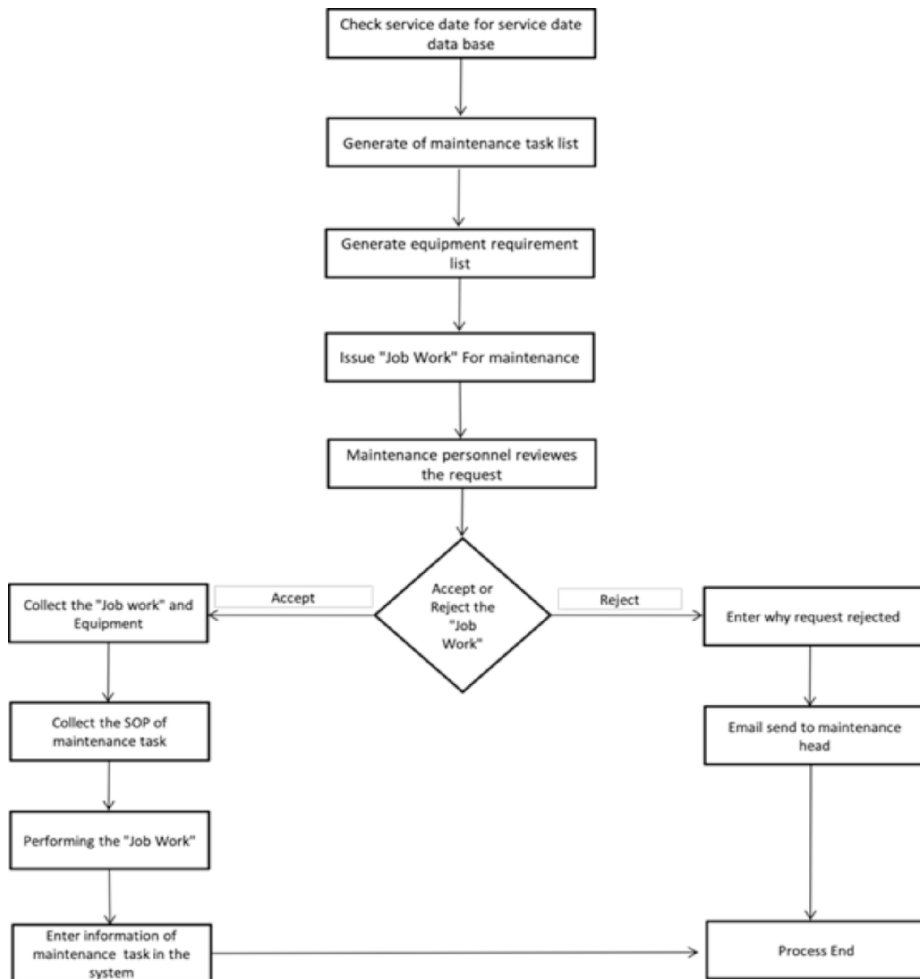 Check service date for service date
data base
Generate of maintenance task list
Generate equipment requirement
list
Issue "Job Work" For maintenance
Maintenance personnel reviewes
the request
Accept or
Reject the
"Job
Work"
Accept
Reject
Collect the "Job work" and
Equipment
Enter why request rejected
Collect the SOP of
maintenance task
Email send to maintenance
head
Performing the "Job Work"
Enter information of
maintenance task in the
system
Process End